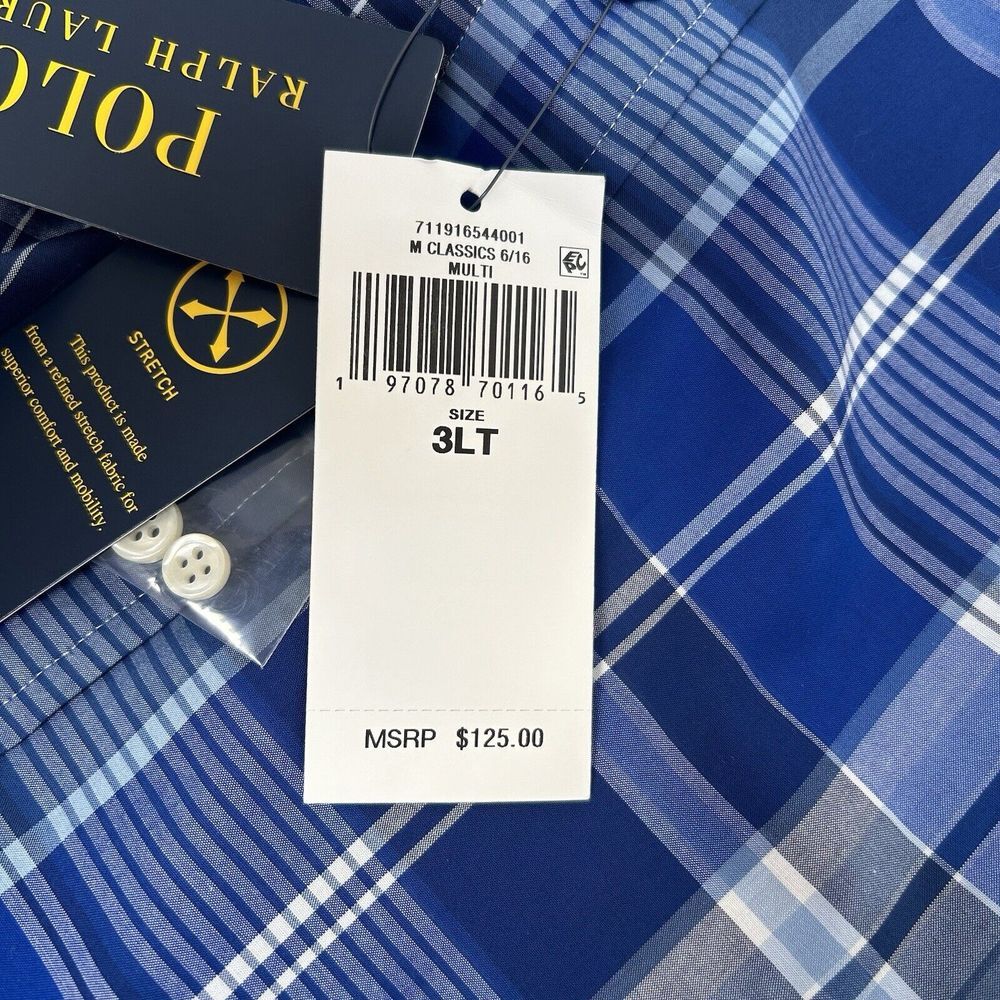 POLO
RALPH LAUR
STRETCH
This product is made
from a refined stretch fabric for
superior comfort and mobility.
711916544001
M CLASSICS 6/16
MULTI
EPC
1 97078 70116 5
SIZE
3LT
MSRP $125.00